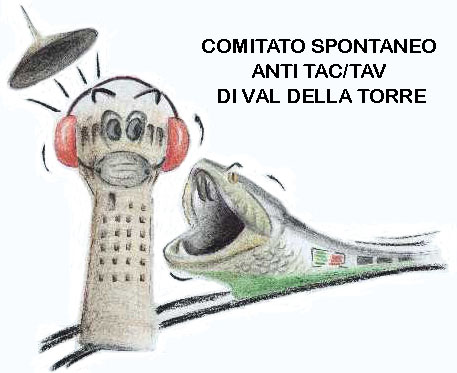 COMITATO SPONTANEO
ANTI TAC/TAV
DI VAL DELLA TORRE